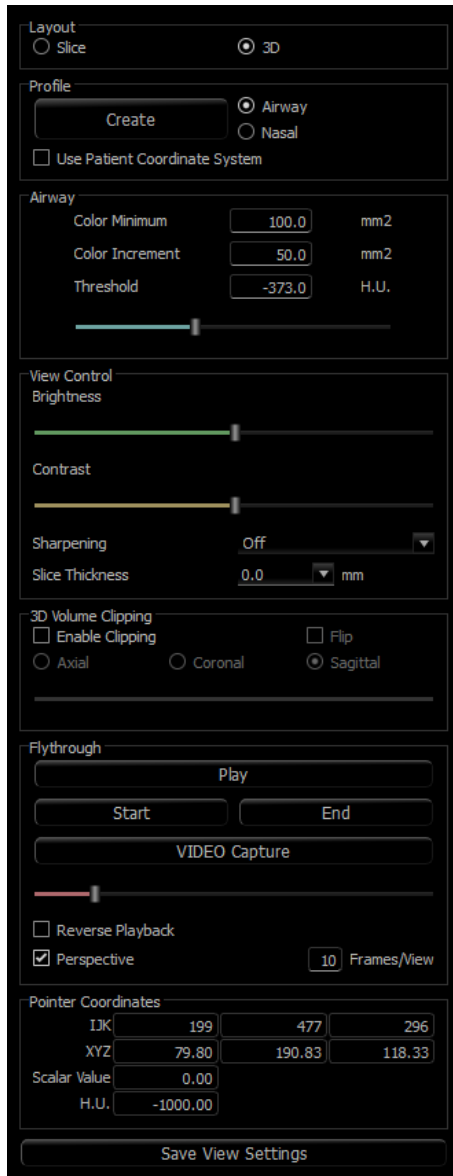 Layout
Slice 3D
Profile
Create
Airway
Nasal
Use Patient Coordinate System
Airway
Color Minimum 100.0 mm2
Color Increment 50.0 mm2
Threshold -373.0 H.U.
View Control
Brightness
Contrast
Sharpening Off
Slice Thickness 0.0 mm
3D Volume Clipping
Enable Clipping Flip
Axial Coronal Sagittal
Flythrough
Play
Start End
VIDEO Capture
Reverse Playback
Perspective 10 Frames/View
Pointer Coordinates
IJK 199 477 296
XYZ 79.80 190.83 118.33
Scalar Value 0.00
H.U. -1000.00
Save View Settings